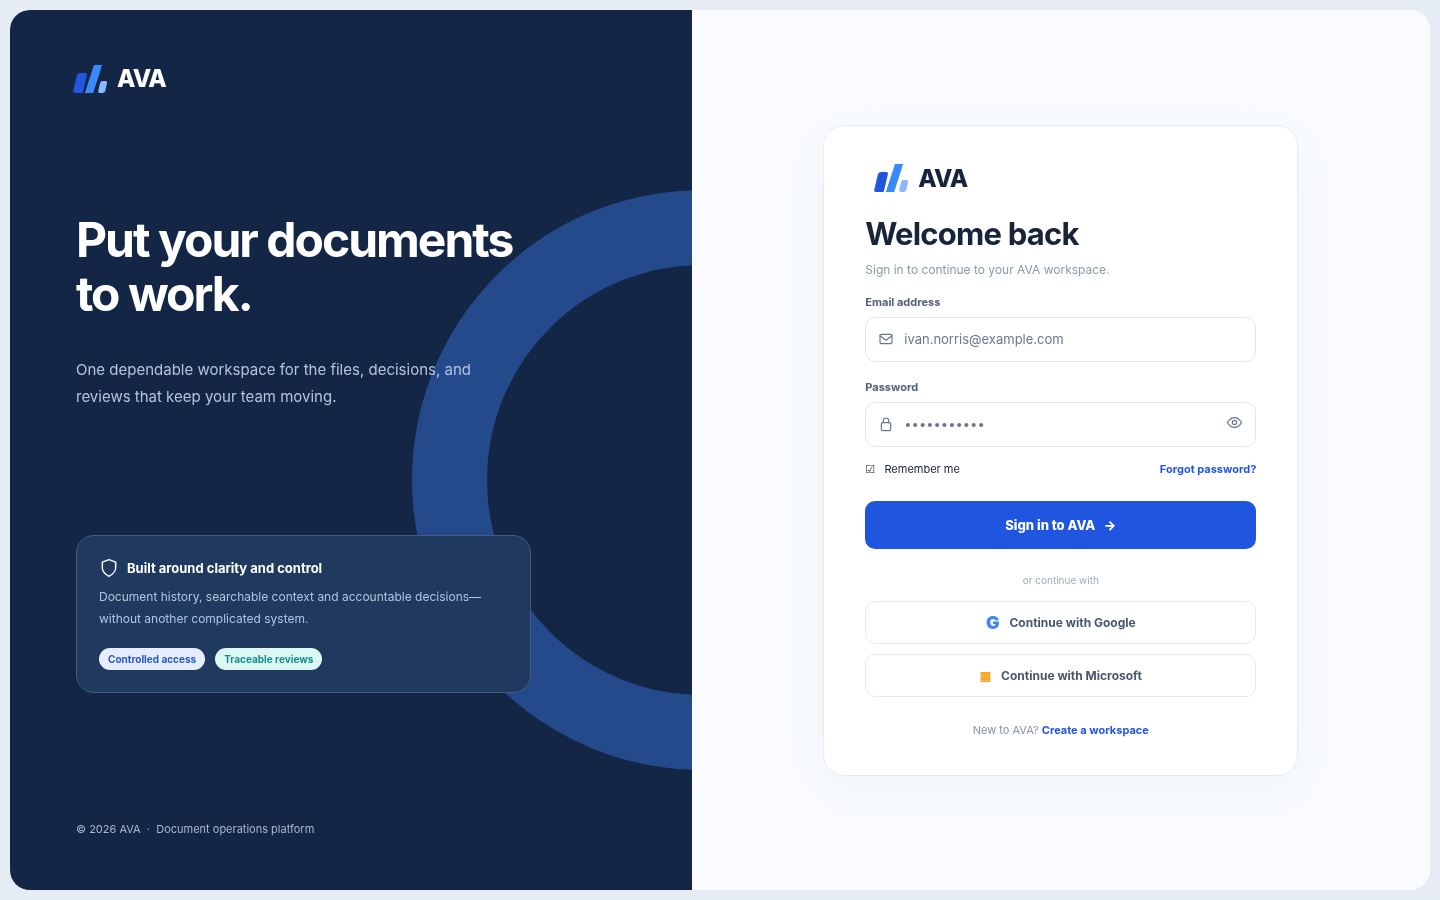 AVA
Put your documents
to work.
One dependable workspace for the files, decisions, and
reviews that keep your team moving.
Built around clarity and control
Document history, searchable context and accountable decisions—
without another complicated system.
Controlled access
Traceable reviews
© 2026 AVA · Document operations platform
AVA
Welcome back
Sign in to continue to your AVA workspace.
Email address
ivan.norris@example.com
Password
•••••••••••
☑ Remember me
Forgot password?
Sign in to AVA →
or continue with
G Continue with Google
Continue with Microsoft
New to AVA? Create a workspace